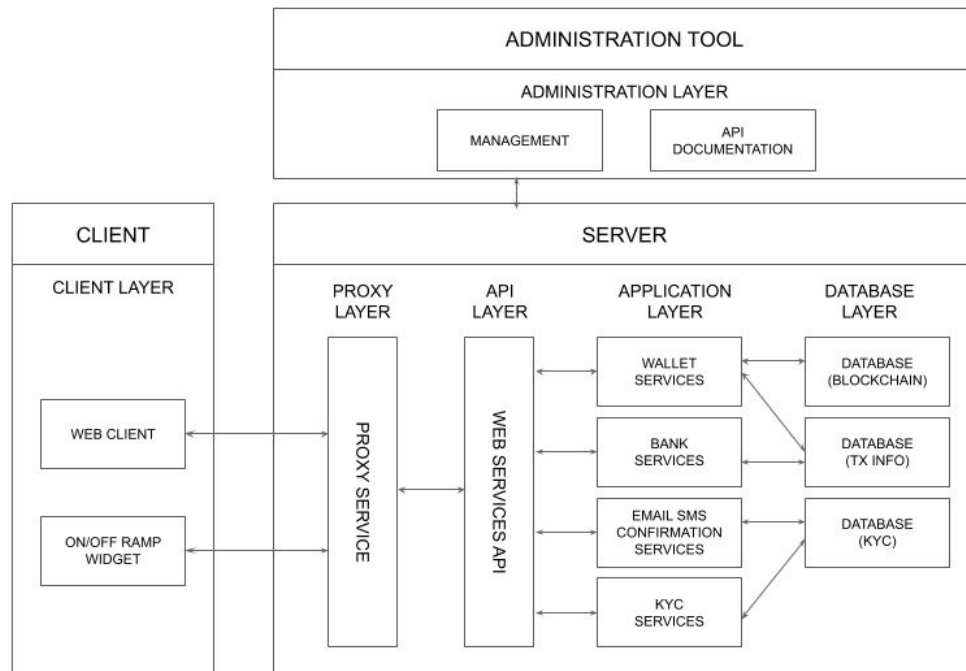 ADMINISTRATION TOOL
ADMINISTRATION LAYER
MANAGEMENT
API
DOCUMENTATION
CLIENT
CLIENT LAYER
WEB CLIENT
ON/OFF RAMP
WIDGET
SERVER
PROXY
LAYER
PROXY SERVICE
API
LAYER
WEB SERVICES API
APPLICATION
LAYER
WALLET
SERVICES
BANK
SERVICES
EMAIL SMS
CONFIRMATION
SERVICES
KYC
SERVICES
DATABASE
LAYER
DATABASE
(BLOCKCHAIN)
DATABASE
(TX INFO)
DATABASE
(KYC)